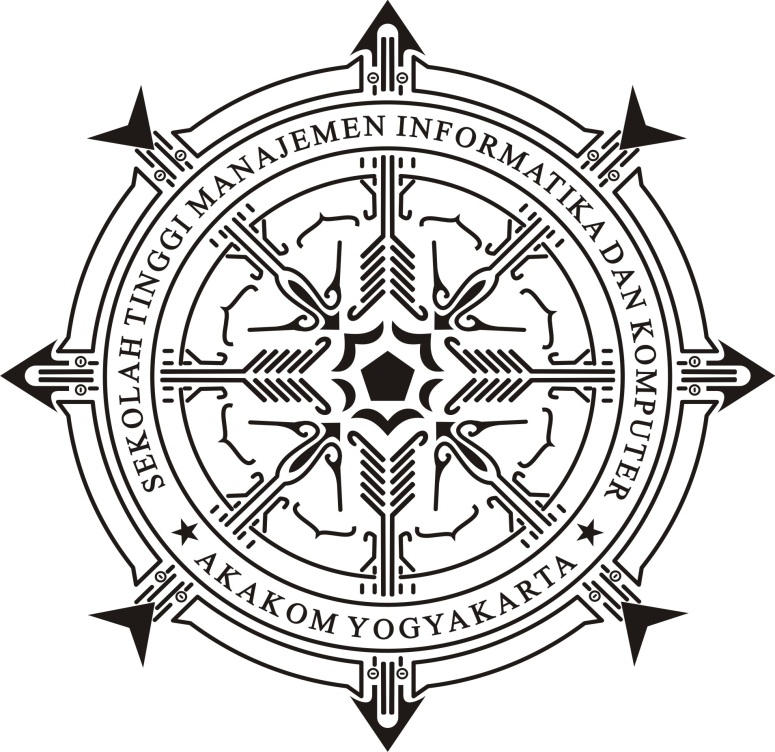 SEKOLAH TINGGI MANAJEMEN INFORMATIKA DAN KOMPUTER
AKAKOM YOGYAKARTA